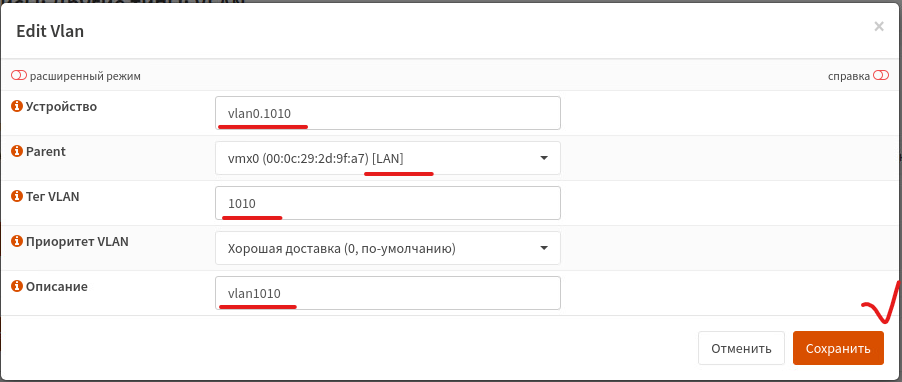 Edit Vlan
×
расширенный режим
справка
Устройство
vlan0.1010
Parent
vmx0 (00:0c:29:2d:9f:a7) [LAN]
Тег VLAN
1010
Приоритет VLAN
Хорошая доставка (0, по-умолчанию)
Описание
vlan1010
Отменить
Сохранить